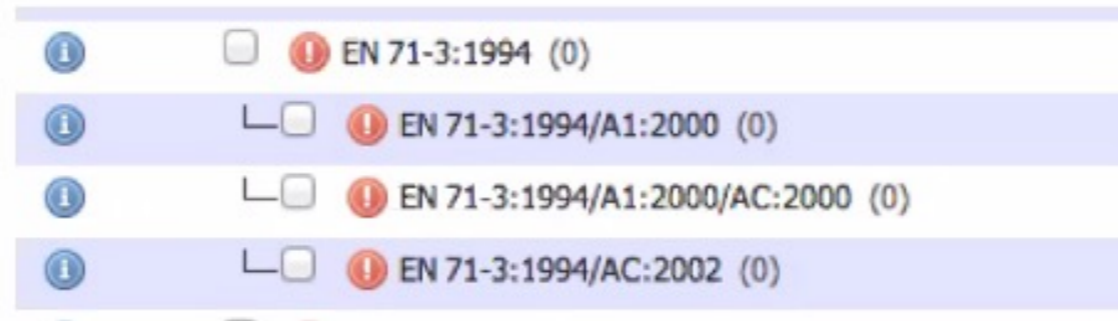 EN 71-3:1994 (0)
EN 71-3:1994/A1:2000 (0)
EN 71-3:1994/A1:2000/AC:2000 (0)
EN 71-3:1994/AC:2002 (0)